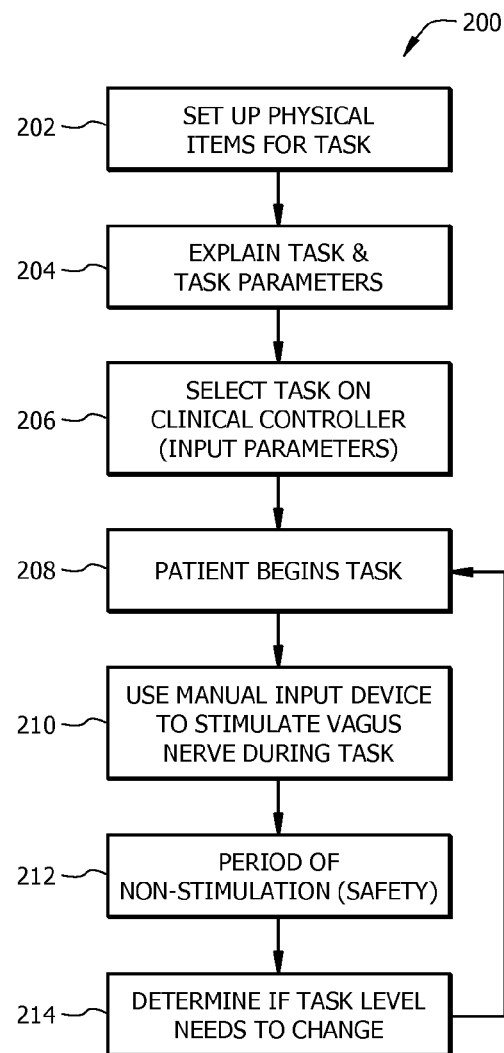 200
202
SET UP PHYSICAL
ITEMS FOR TASK
204
EXPLAIN TASK &
TASK PARAMETERS
206
SELECT TASK ON
CLINICAL CONTROLLER
(INPUT PARAMETERS)
208
PATIENT BEGINS TASK
210
USE MANUAL INPUT DEVICE
TO STIMULATE VAGUS
NERVE DURING TASK
212
PERIOD OF
NON-STIMULATION (SAFETY)
214
DETERMINE IF TASK LEVEL
NEEDS TO CHANGE